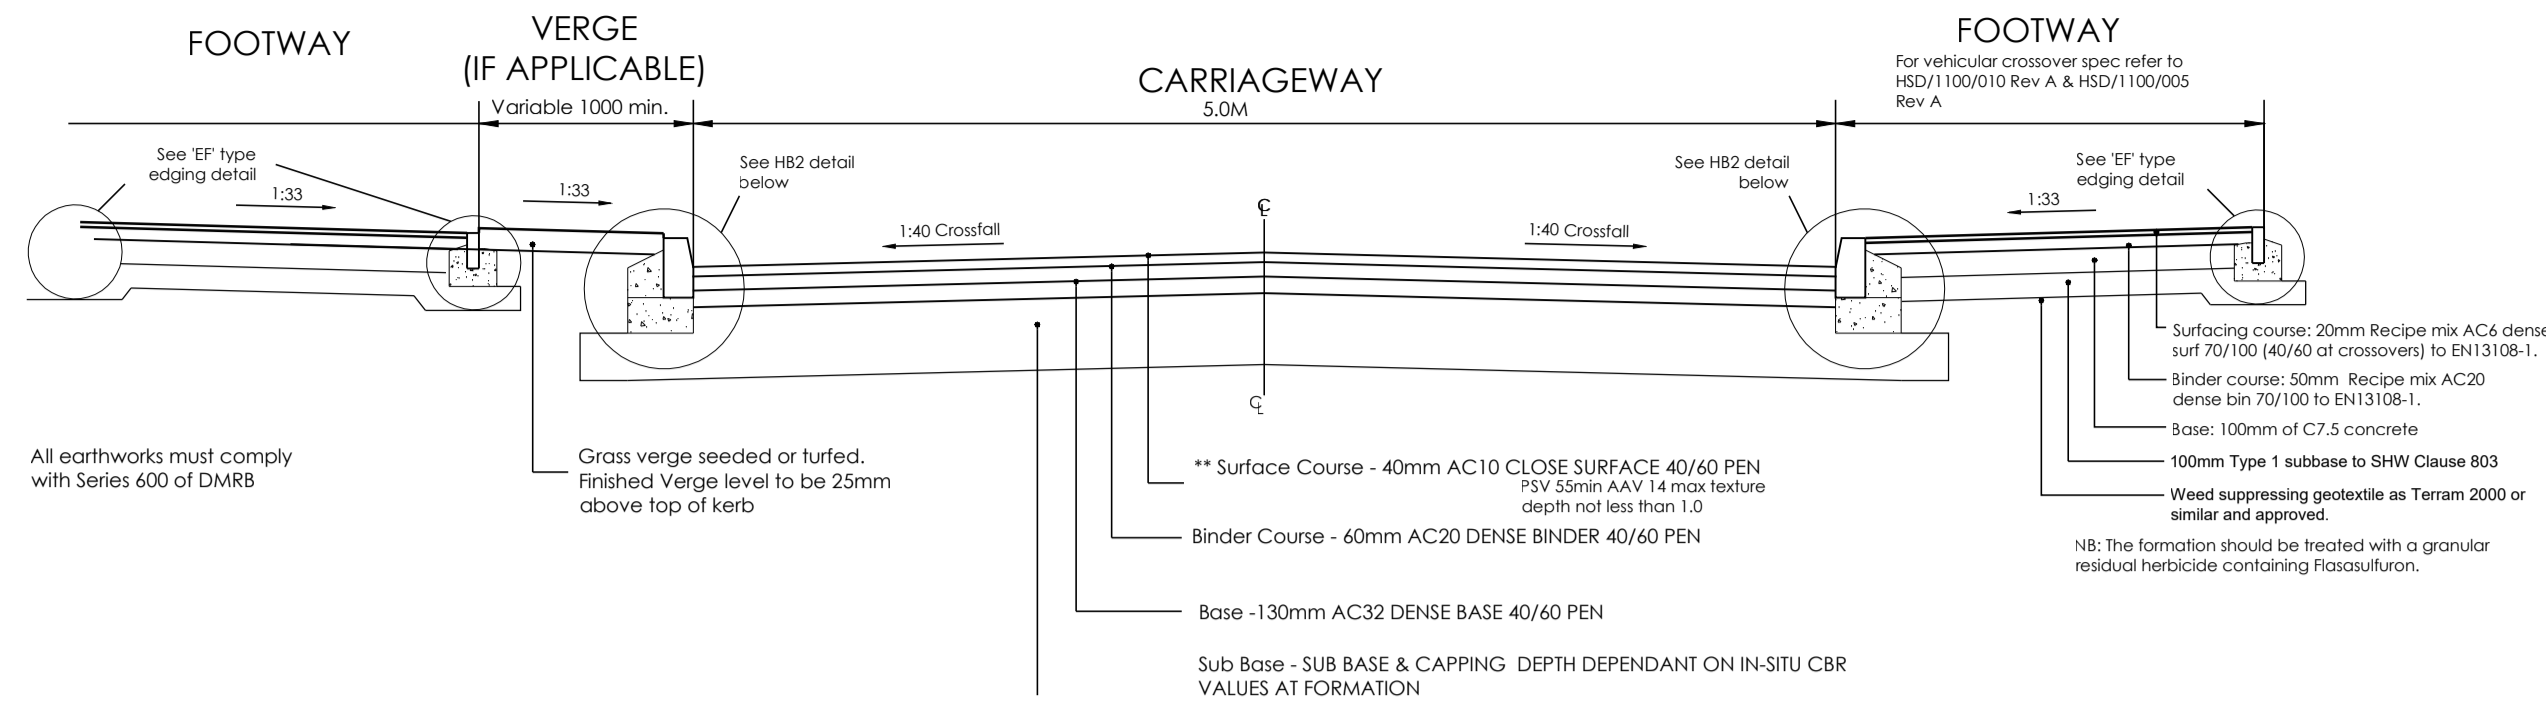 FOOTWAY
VERGE
(IF APPLICABLE)
Variable 1000 min.
CARRIAGEWAY
5.0M
FOOTWAY
For vehicular crossover spec refer to
HSD/1100/010 Rev A & HSD/1100/005
Rev A
See 'EF' type
edging detail
1:33
1:33
See HB2 detail
below
1:40 Crossfall
℄
1:40 Crossfall
See HB2 detail
below
See 'EF' type
edging detail
1:33
℄
All earthworks must comply
with Series 600 of DMRB
Grass verge seeded or turfed.
Finished Verge level to be 25mm
above top of kerb
** Surface Course - 40mm AC10 CLOSE SURFACE 40/60 PEN
PSV 55min AAV 14 max texture
depth not less than 1.0
Binder Course - 60mm AC20 DENSE BINDER 40/60 PEN
Base -130mm AC32 DENSE BASE 40/60 PEN
Sub Base - SUB BASE & CAPPING DEPTH DEPENDANT ON IN-SITU CBR
VALUES AT FORMATION
Surfacing course: 20mm Recipe mix AC6 dense
surf 70/100 (40/60 at crossovers) to EN13108-1.
Binder course: 50mm Recipe mix AC20
dense bin 70/100 to EN13108-1.
Base: 100mm of C7.5 concrete
100mm Type 1 subbase to SHW Clause 803
Weed suppressing geotextile as Terram 2000 or
similar and approved.
NB: The formation should be treated with a granular
residual herbicide containing Flasasulfuron.